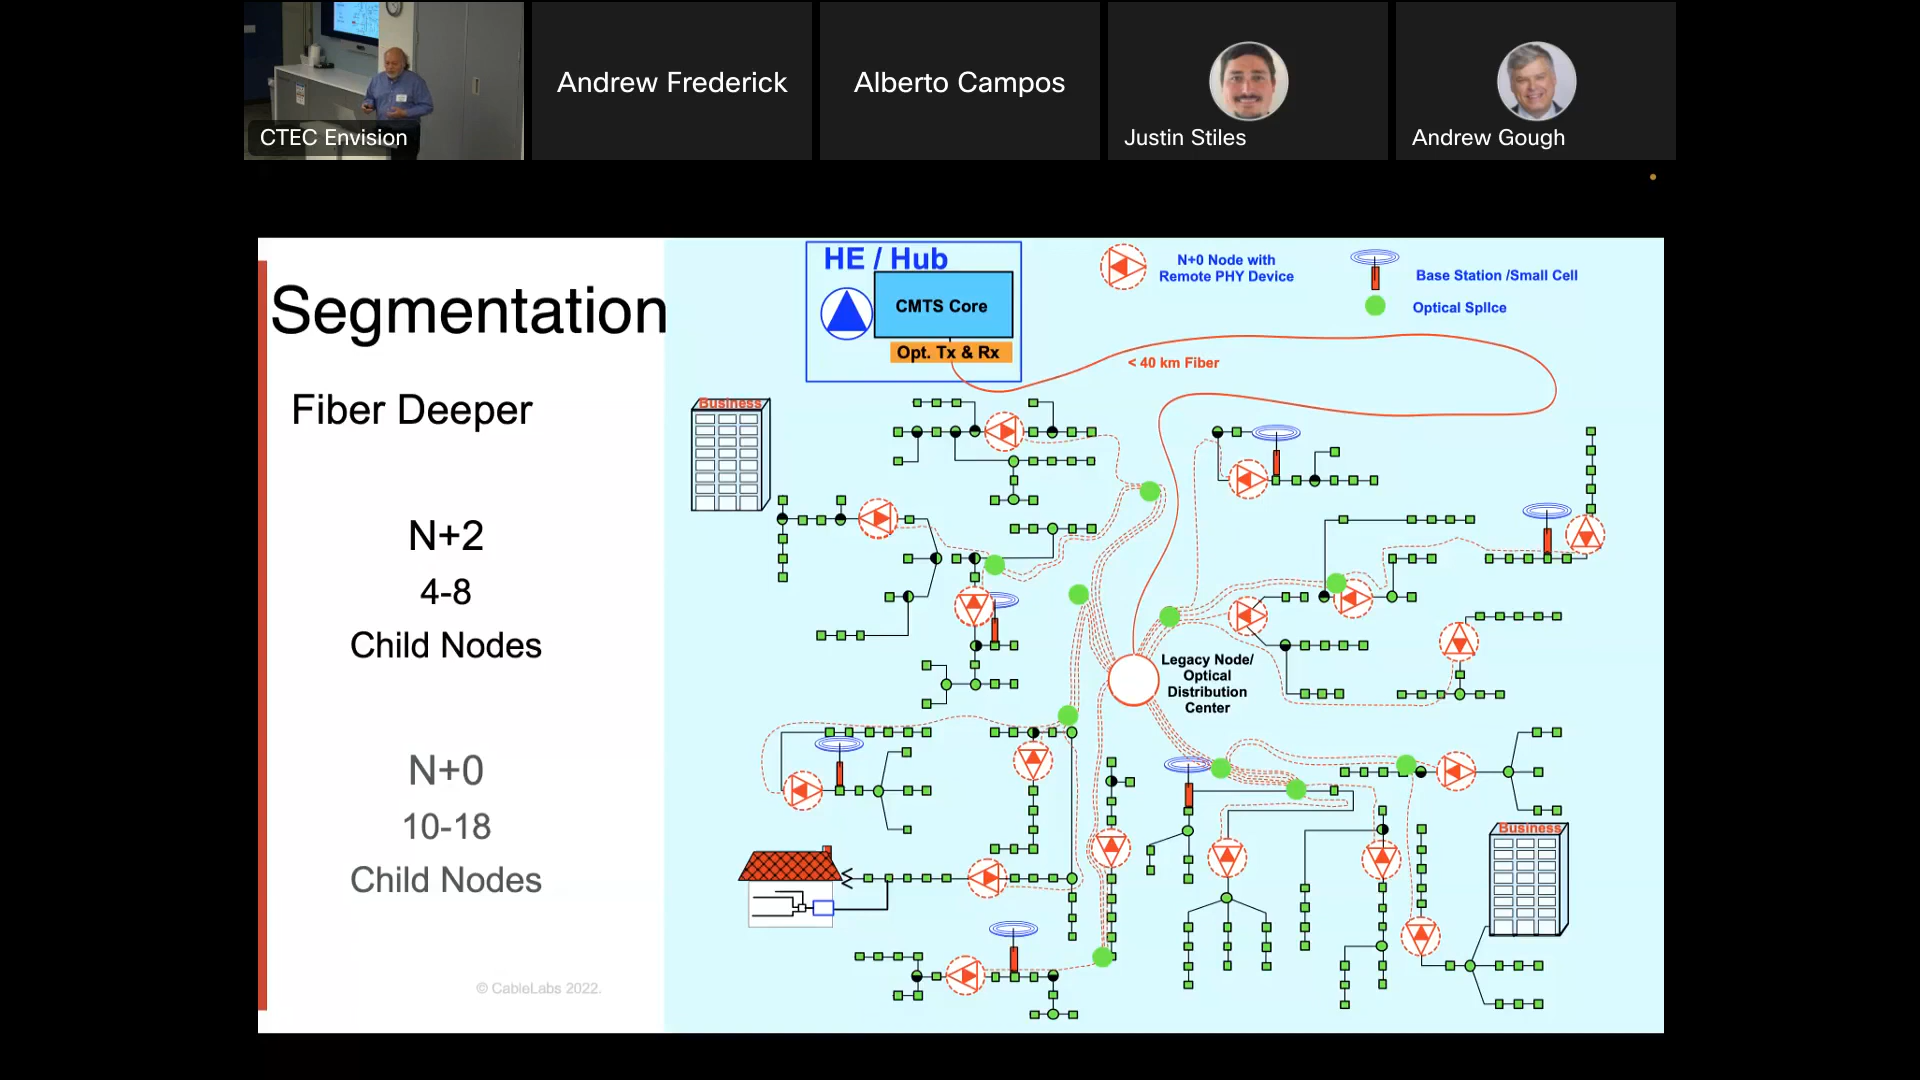 CTEC Envision
Andrew Frederick
Alberto Campos
Justin Stiles
Andrew Gough
Segmentation
Fiber Deeper
N+2
4-8
Child Nodes
N+0
10-18
Child Nodes
© CableLabs 2022.
HE / Hub
CMTS Core
Opt. Tx & Rx
N+0 Node with
Remote PHY Device
Base Station /Small Cell
Optical Splice
< 40 km Fiber
Business
Legacy Node/
Optical
Distribution
Center
Business